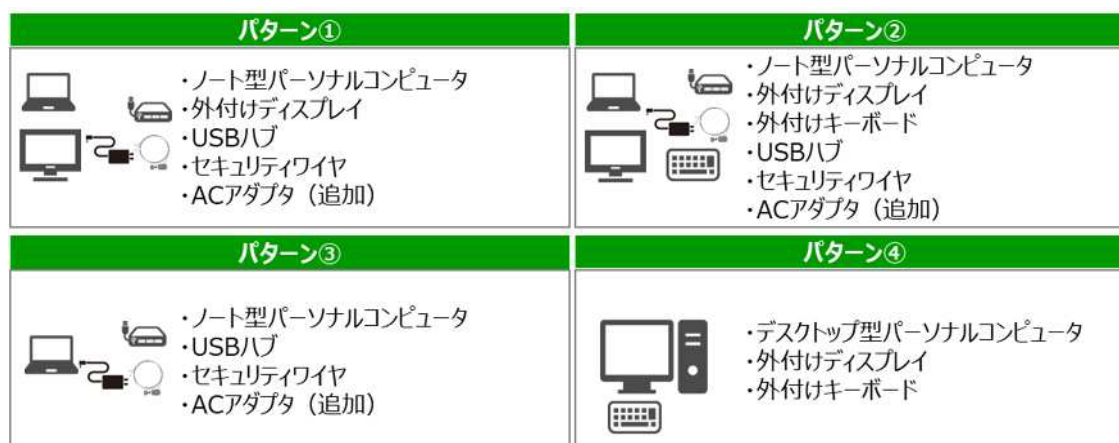 パターン①
・ノート型パーソナルコンピュータ
・外付けディスプレイ
・USBハブ
・セキュリティワイヤ
・ACアダプタ（追加）
パターン②
・ノート型パーソナルコンピュータ
・外付けディスプレイ
・外付けキーボード
・USBハブ
・セキュリティワイヤ
・ACアダプタ（追加）
パターン③
・ノート型パーソナルコンピュータ
・USBハブ
・セキュリティワイヤ
・ACアダプタ（追加）
パターン④
・デスクトップ型パーソナルコンピュータ
・外付けディスプレイ
・外付けキーボード